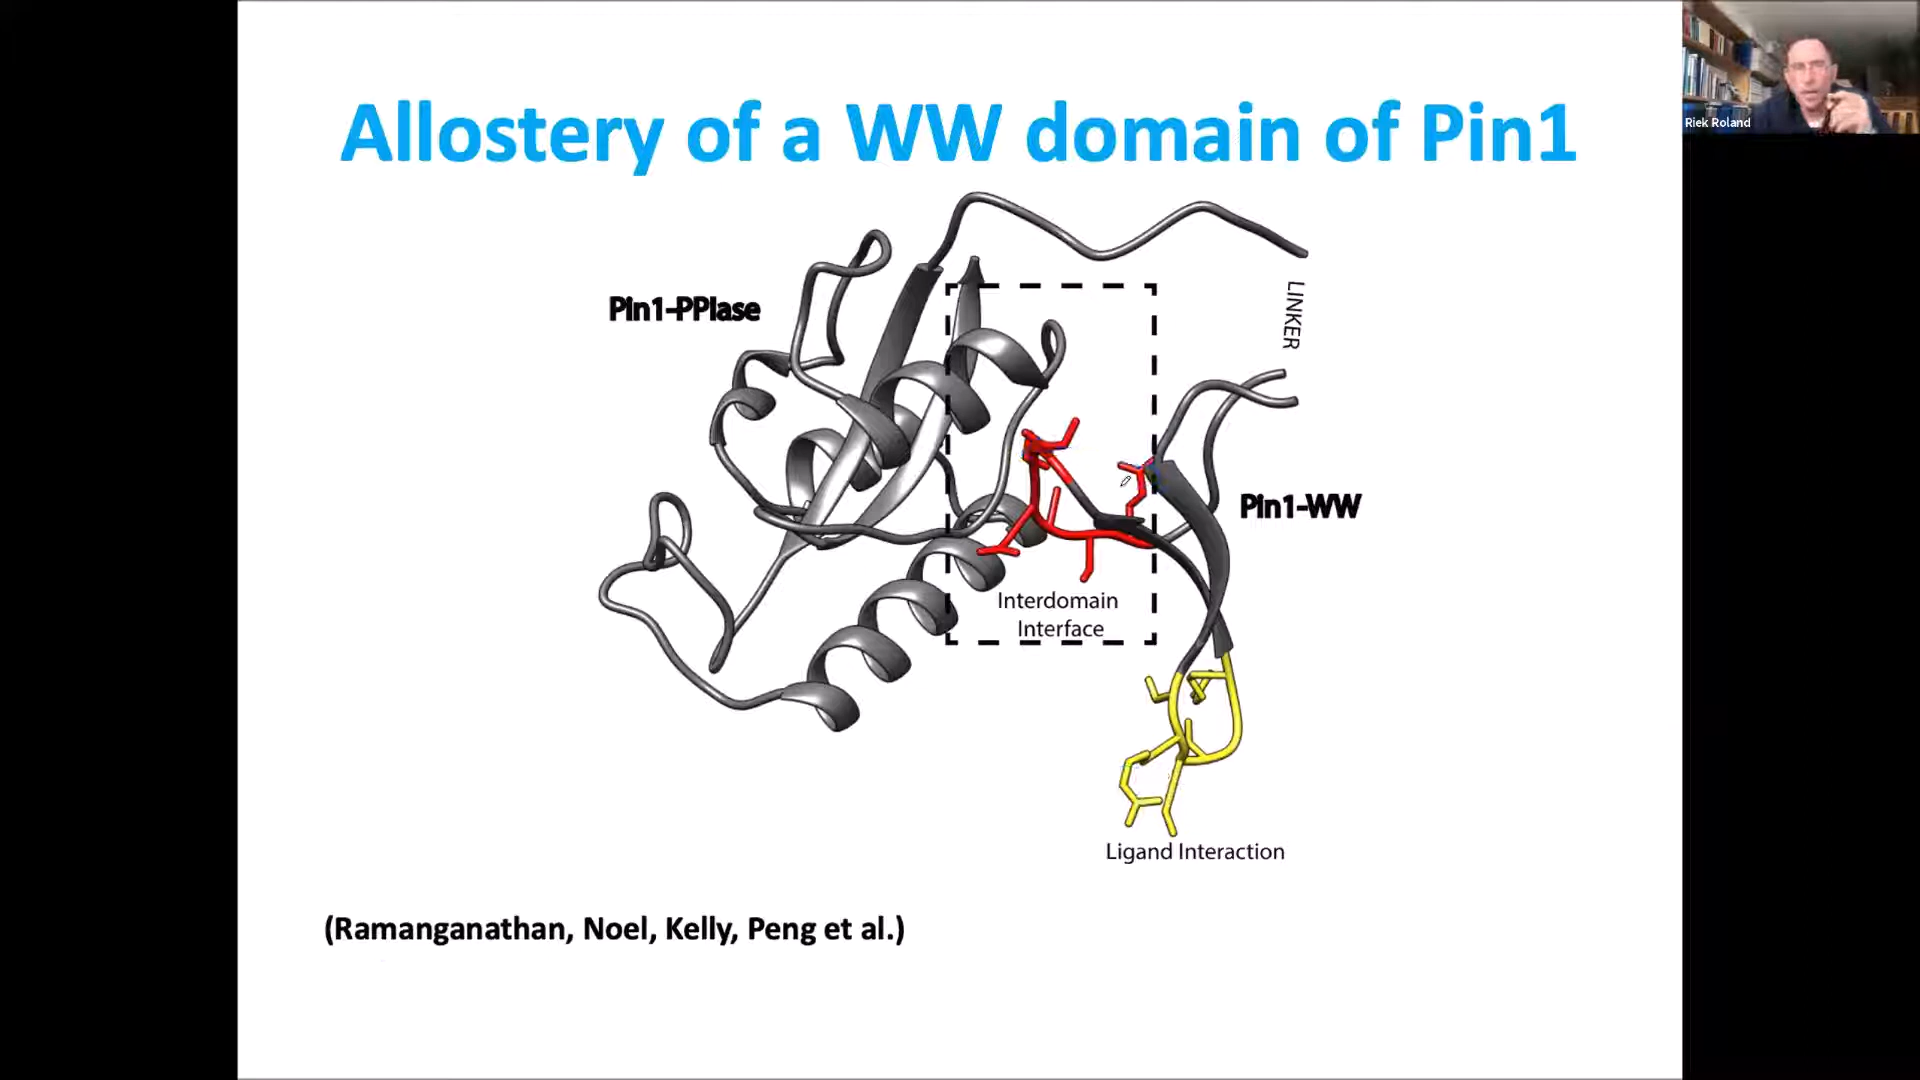 Allostery of a WW domain of Pin1
Riek Roland
Pin1-PPIase
LINKER
Pin1-WW
Interdomain
Interface
Ligand Interaction
(Ramanganathan, Noel, Kelly, Peng et al.)